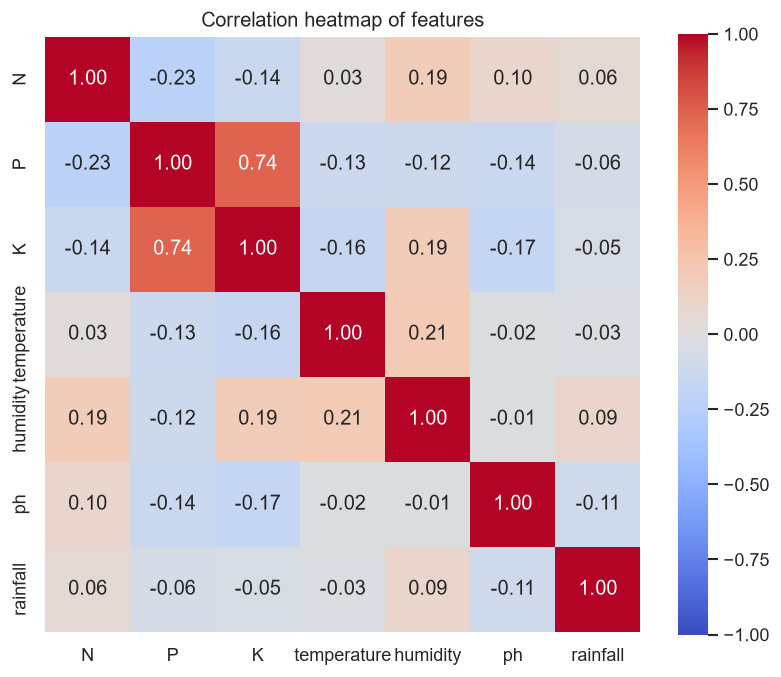 Correlation heatmap of features
N 1.00 -0.23 -0.14 0.03 0.19 0.10 0.06
P -0.23 1.00 0.74 -0.13 -0.12 -0.14 -0.06
K -0.14 0.74 1.00 -0.16 0.19 -0.17 -0.05
temperature 0.03 -0.13 -0.16 1.00 0.21 -0.02 -0.03
humidity 0.19 -0.12 0.19 0.21 1.00 -0.01 0.09
ph 0.10 -0.14 -0.17 -0.02 -0.01 1.00 -0.11
rainfall 0.06 -0.06 -0.05 -0.03 0.09 -0.11 1.00
N P K temperature humidity ph rainfall
1.00
0.75
0.50
0.25
0.00
−0.25
−0.50
−0.75
−1.00